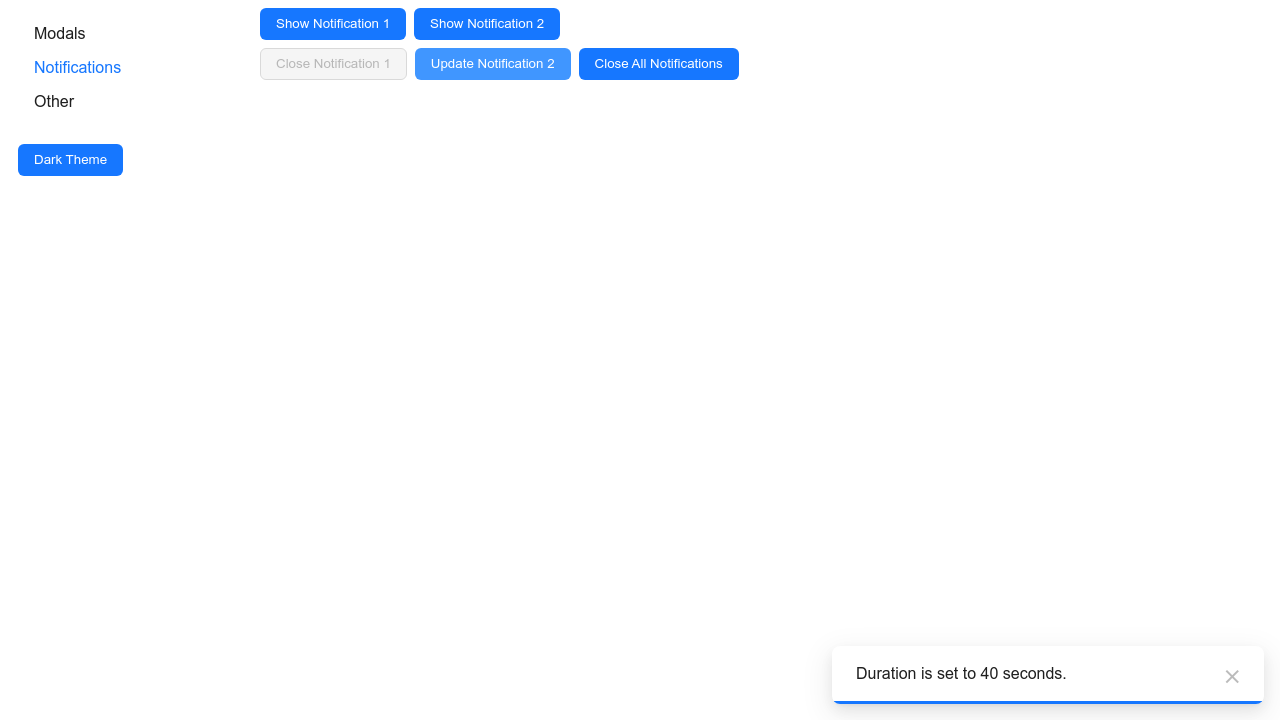 Modals
Notifications
Other
Dark Theme
Show Notification 1
Show Notification 2
Close Notification 1
Update Notification 2
Close All Notifications
Duration is set to 40 seconds.